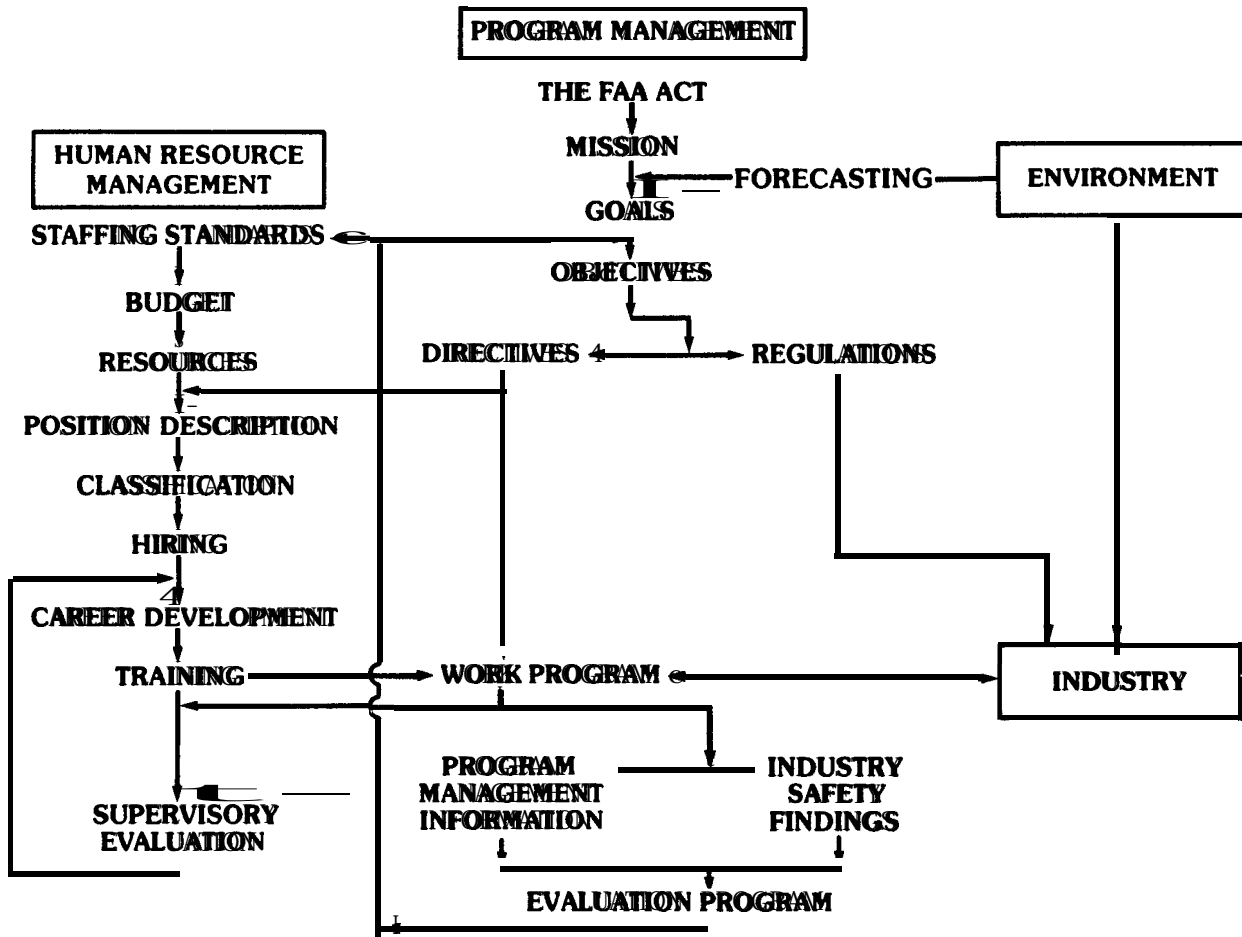 PROGRAM MANAGEMENT
THE FAA ACT
MISSION
HUMAN RESOURCE
MANAGEMENT
FORECASTING
ENVIRONMENT
GOALS
STAFFING STANDARDS
OBJECTIVES
BUDGET
DIRECTIVES
REGULATIONS
RESOURCES
POSITION DESCRIPTION
CLASSIFICATION
HIRING
CAREER DEVELOPMENT
TRAINING
WORK PROGRAM
INDUSTRY
PROGRAM
MANAGEMENT
INFORMATION
INDUSTRY
SAFETY
FINDINGS
SUPERVISORY
EVALUATION
EVALUATION PROGRAM